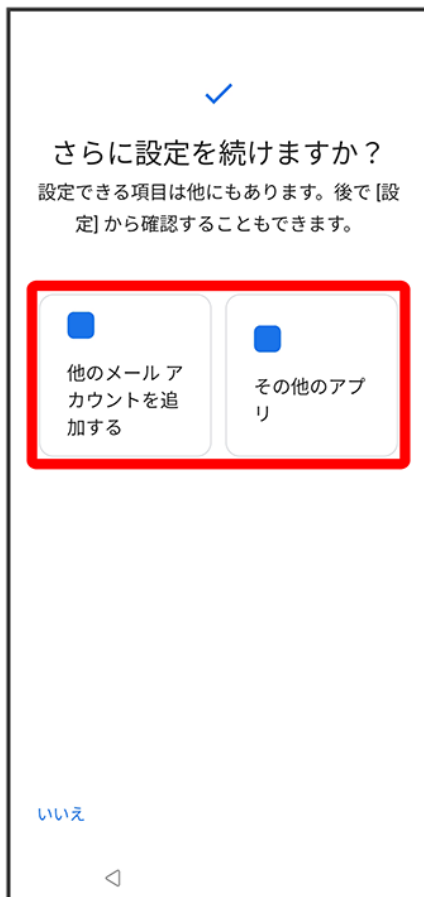 さらに設定を続けますか？
設定できる項目は他にもあります。後で [設
定] から確認することもできます。
他のメール ア
カウントを追
加する
その他のアプ
リ
いいえ